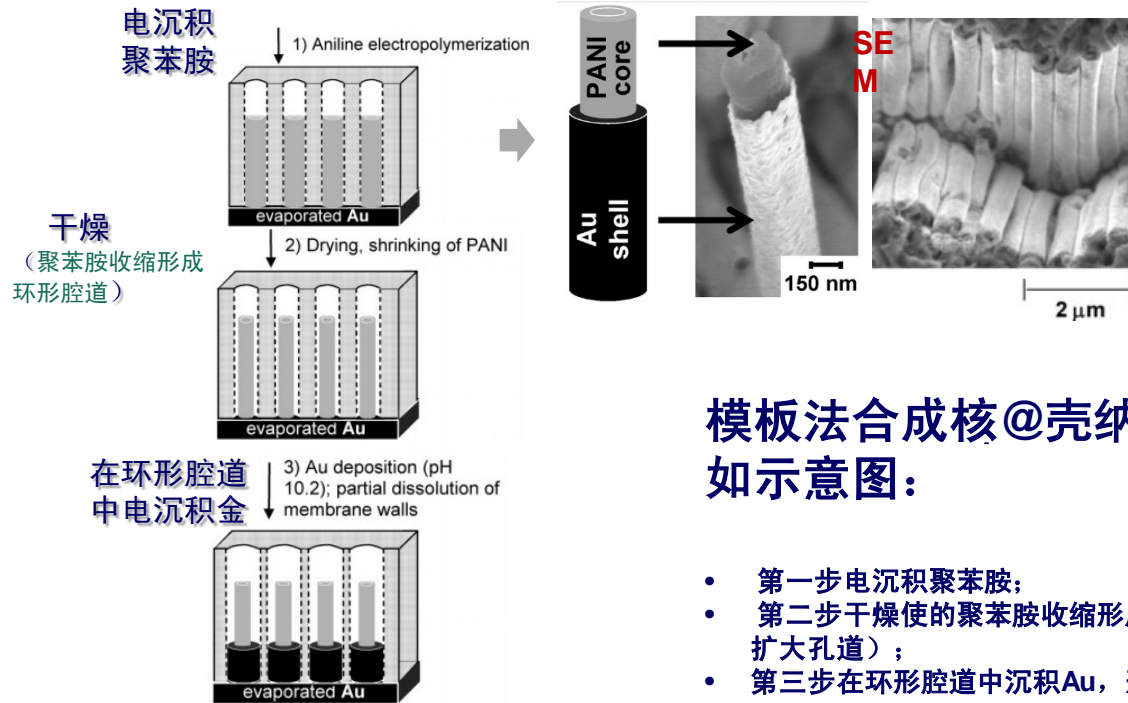 电沉积
聚苯胺
1) Aniline electropolymerization
evaporated Au
干燥
（聚苯胺收缩形成
环形腔道）
2) Drying, shrinking of PANI
evaporated Au
在环形腔道
中电沉积金
3) Au deposition (pH
10.2); partial dissolution of
membrane walls
evaporated Au
PANI
core
Au
shell
SE
M
150 nm
2 μm
模板法合成核@壳纳
如示意图：
• 第一步电沉积聚苯胺；
• 第二步干燥使的聚苯胺收缩形
扩大孔道）；
• 第三步在环形腔道中沉积Au，